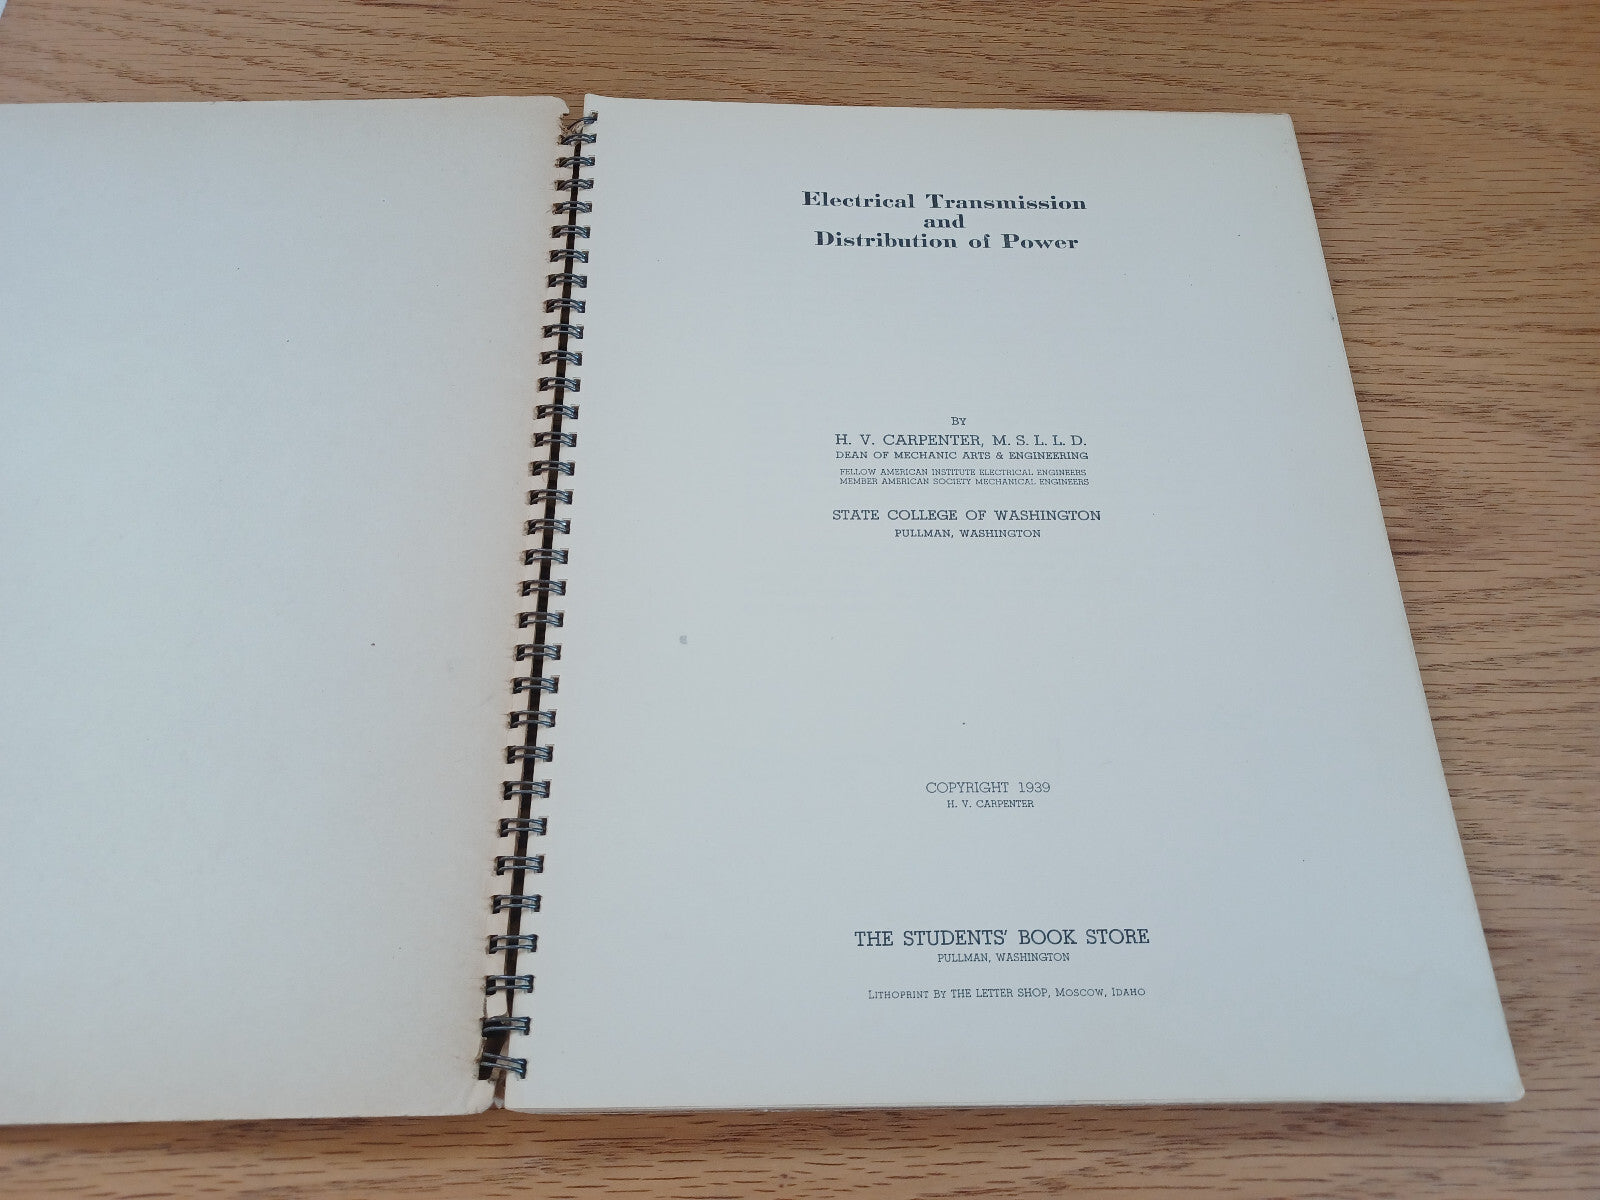 Electrical Transmission
and
Distribution of Power
BY
H. V. CARPENTER, M. S. L. L. D.
DEAN OF MECHANIC ARTS & ENGINEERING
FELLOW AMERICAN INSTITUTE ELECTRICAL ENGINEERS
MEMBER AMERICAN SOCIETY MECHANICAL ENGINEERS
STATE COLLEGE OF WASHINGTON
PULLMAN, WASHINGTON
COPYRIGHT 1939
H. V. CARPENTER
THE STUDENTS' BOOK STORE
PULLMAN, WASHINGTON
LITHOPRINT BY THE LETTER SHOP, MOSCOW, IDAHO